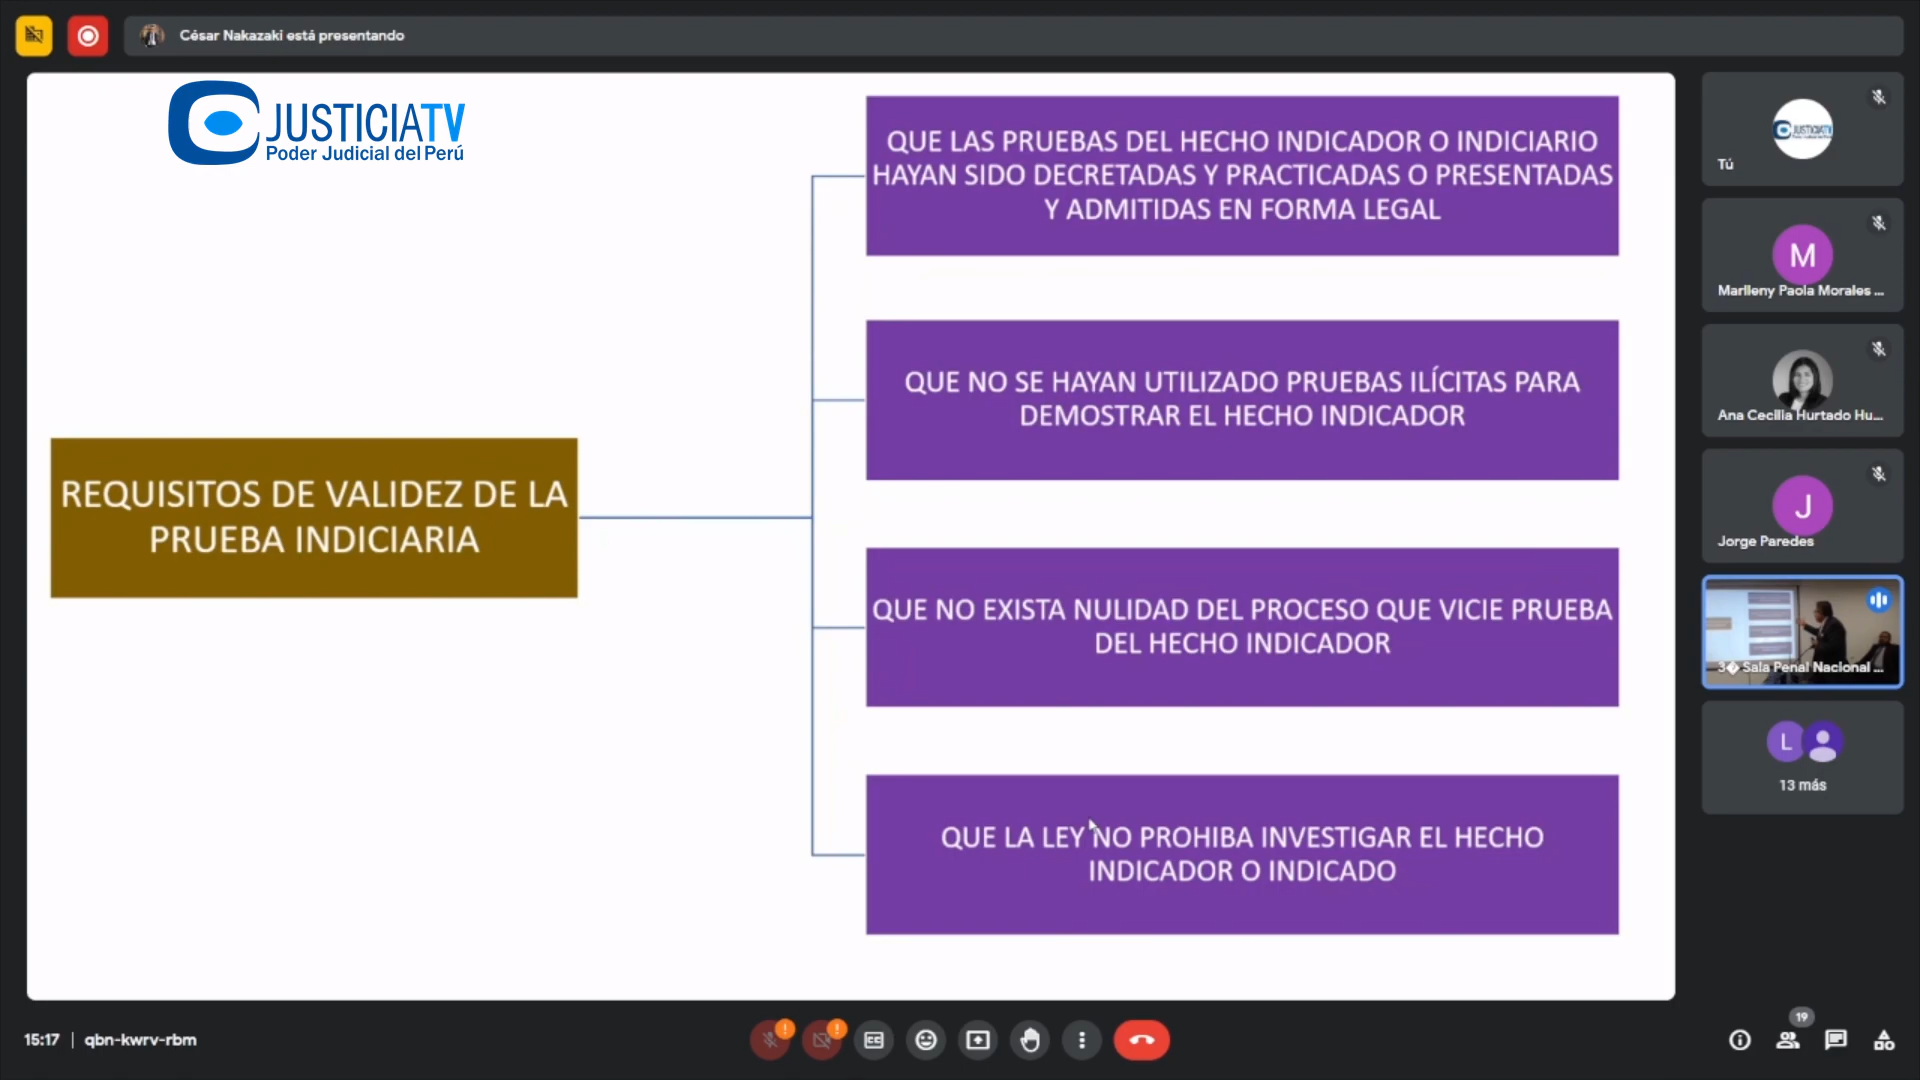 César Nakazaki está presentando
JUSTICIATV
Poder Judicial del Perú
REQUISITOS DE VALIDEZ DE LA
PRUEBA INDICIARIA
QUE LAS PRUEBAS DEL HECHO INDICADOR O INDICIARIO
HAYAN SIDO DECRETADAS Y PRACTICADAS O PRESENTADAS
Y ADMITIDAS EN FORMA LEGAL
QUE NO SE HAYAN UTILIZADO PRUEBAS ILÍCITAS PARA
DEMOSTRAR EL HECHO INDICADOR
QUE NO EXISTA NULIDAD DEL PROCESO QUE VICIE PRUEBA
DEL HECHO INDICADOR
QUE LA LEY NO PROHIBA INVESTIGAR EL HECHO
INDICADOR O INDICADO
JUSTICIATV
Tú
M
Marlleny Paola Morales ...
Ana Cecilia Hurtado Hu...
J
Jorge Paredes
3� Sala Penal Nacional ...
L
13 más
15:17 | qbn-kwrv-rbm
19